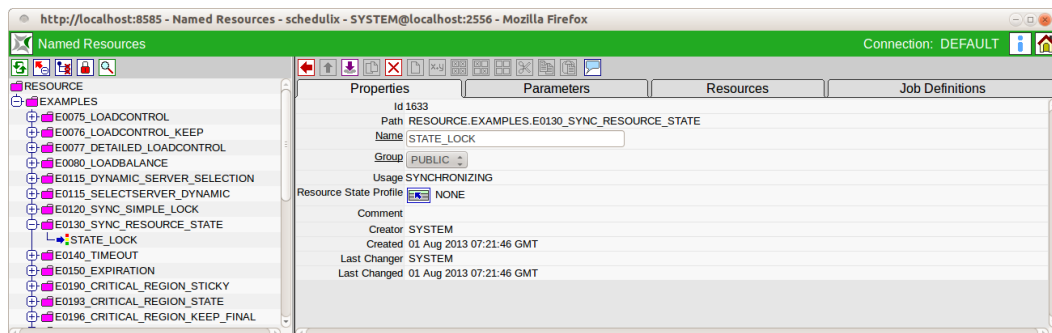 http://localhost:8585 - Named Resources - schedulix - SYSTEM@localhost:2556 - Mozilla Firefox
Named Resources
Connection: DEFAULT
RESOURCE
EXAMPLES
E0075_LOADCONTROL
E0076_LOADCONTROL_KEEP
E0077_DETAILED_LOADCONTROL
E0080_LOADBALANCE
E0115_DYNAMIC_SERVER_SELECTION
E0115_SELECTSERVER_DYNAMIC
E0120_SYNC_SIMPLE_LOCK
E0130_SYNC_RESOURCE_STATE
STATE_LOCK
E0140_TIMEOUT
E0150_EXPIRATION
E0190_CRITICAL_REGION_STICKY
E0193_CRITICAL_REGION_STATE
E0196_CRITICAL_REGION_KEEP_FINAL
Properties Parameters Resources Job Definitions
Id 1633
Path RESOURCE.EXAMPLES.E0130_SYNC_RESOURCE_STATE
Name STATE_LOCK
Group PUBLIC
Usage SYNCHRONIZING
Resource State Profile NONE
Comment
Creator SYSTEM
Created 01 Aug 2013 07:21:46 GMT
Last Changer SYSTEM
Last Changed 01 Aug 2013 07:21:46 GMT